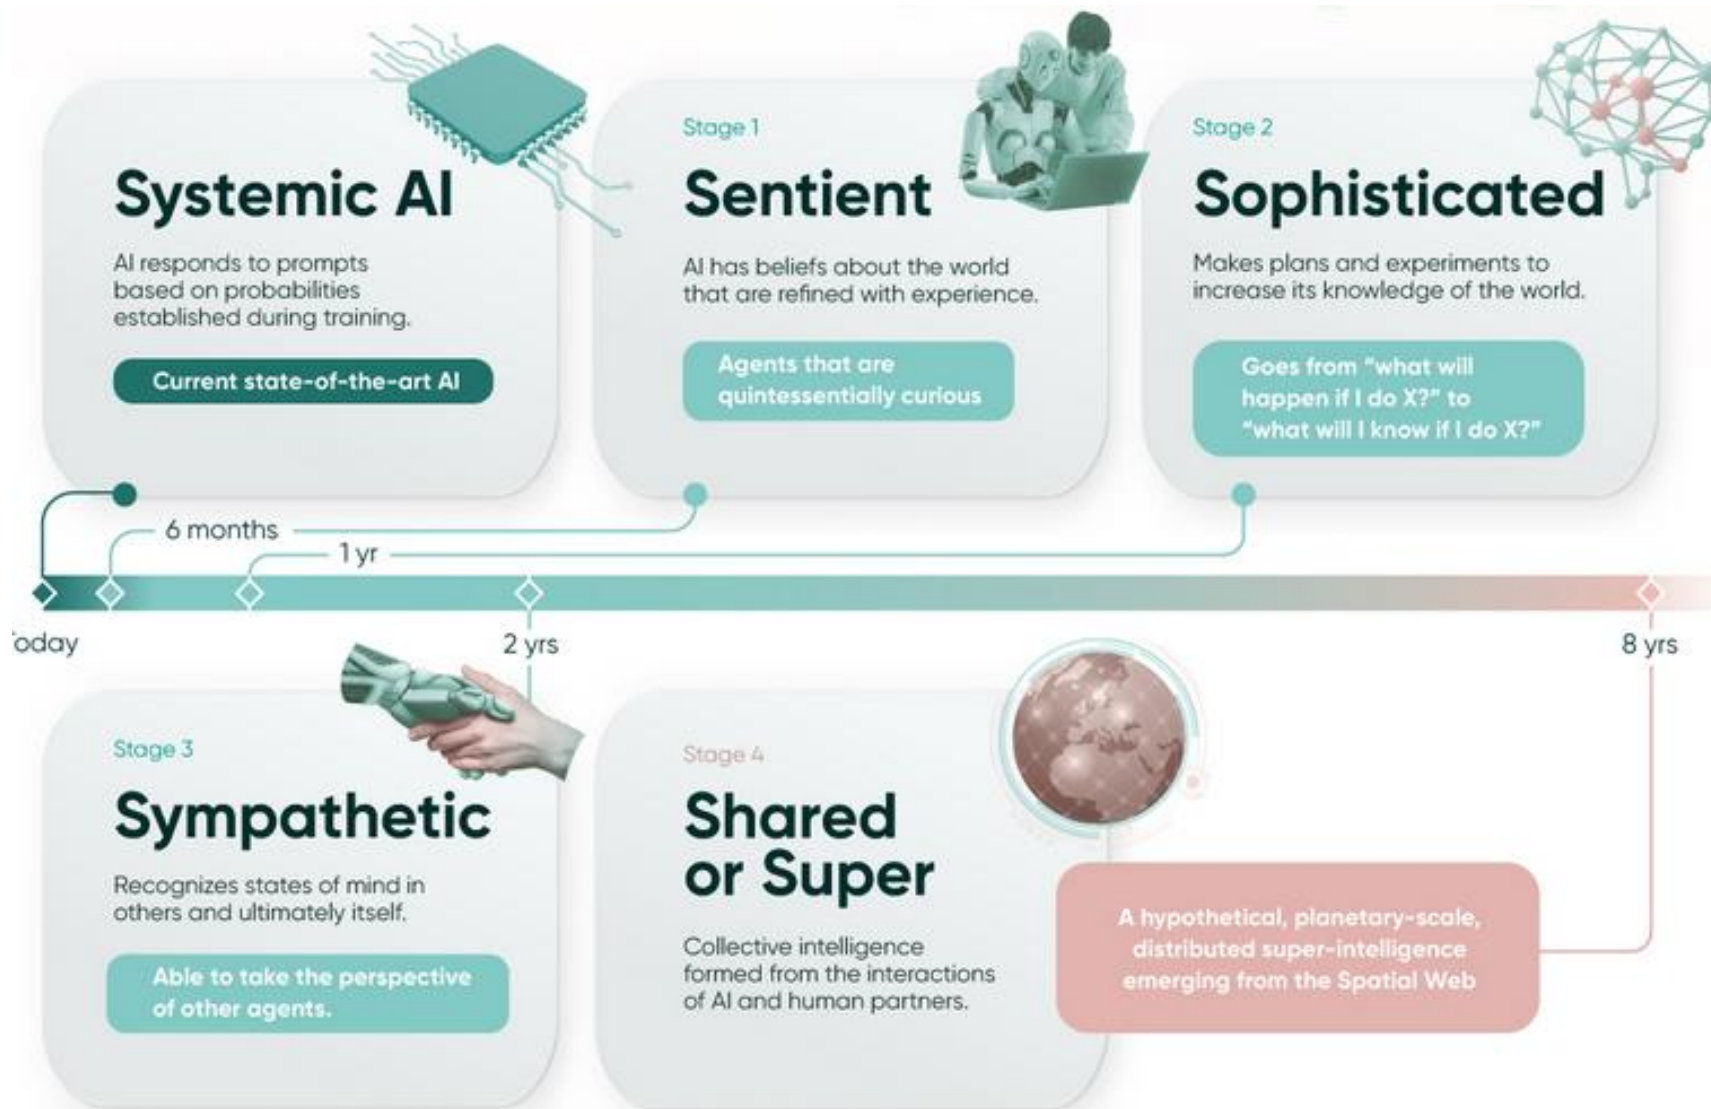 Systemic AI
AI responds to prompts
based on probabilities
established during training.
Current state-of-the-art AI
Stage 1
Sentient
AI has beliefs about the world
that are refined with experience.
Agents that are
quintessentially curious
Stage 2
Sophisticated
Makes plans and experiments to
increase its knowledge of the world.
Goes from “what will
happen if I do X?” to
“what will I know if I do X?”
6 months
1 yr
oday
2 yrs
8 yrs
Stage 3
Sympathetic
Recognizes states of mind in
others and ultimately itself.
Able to take the perspective
of other agents.
Stage 4
Shared
or Super
Collective intelligence
formed from the interactions
of AI and human partners.
A hypothetical, planetary-scale,
distributed super-intelligence
emerging from the Spatial Web